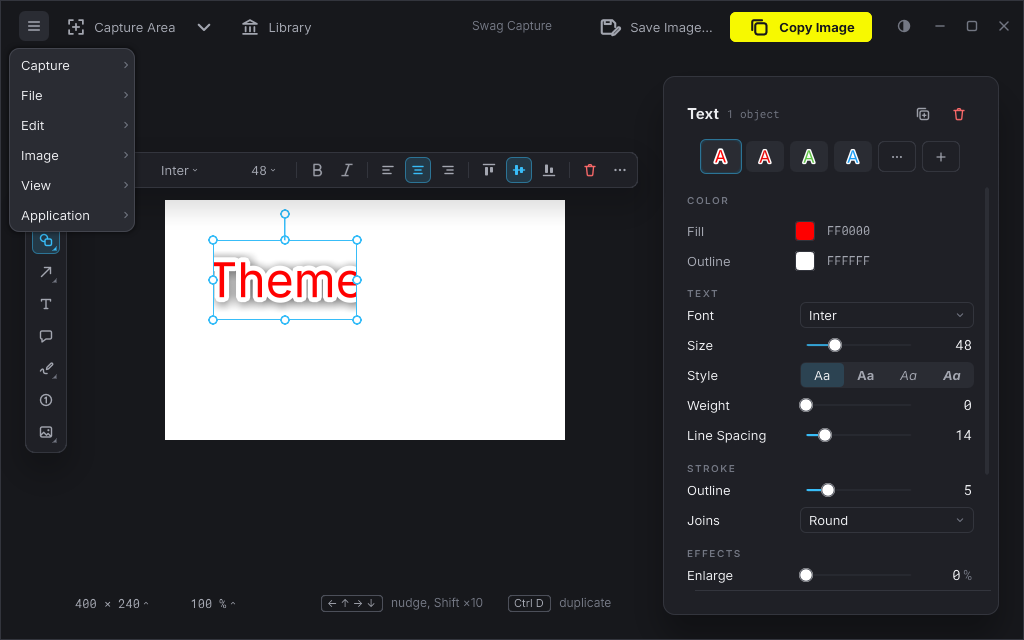 Capture Area
Library
Swag Capture
Save Image...
Copy Image
Capture
File
Edit
Image
View
Application
Inter
48
B
I
Theme
400 × 240
100 %
nudge, Shift ×10
Ctrl D
duplicate
Text
1 object
A
A
A
A
COLOR
Fill
FF0000
Outline
FFFFFF
TEXT
Font
Inter
Size
48
Style
Aa
Aa
Aa
Aa
Weight
0
Line Spacing
14
STROKE
Outline
5
Joins
Round
EFFECTS
Enlarge
0 %